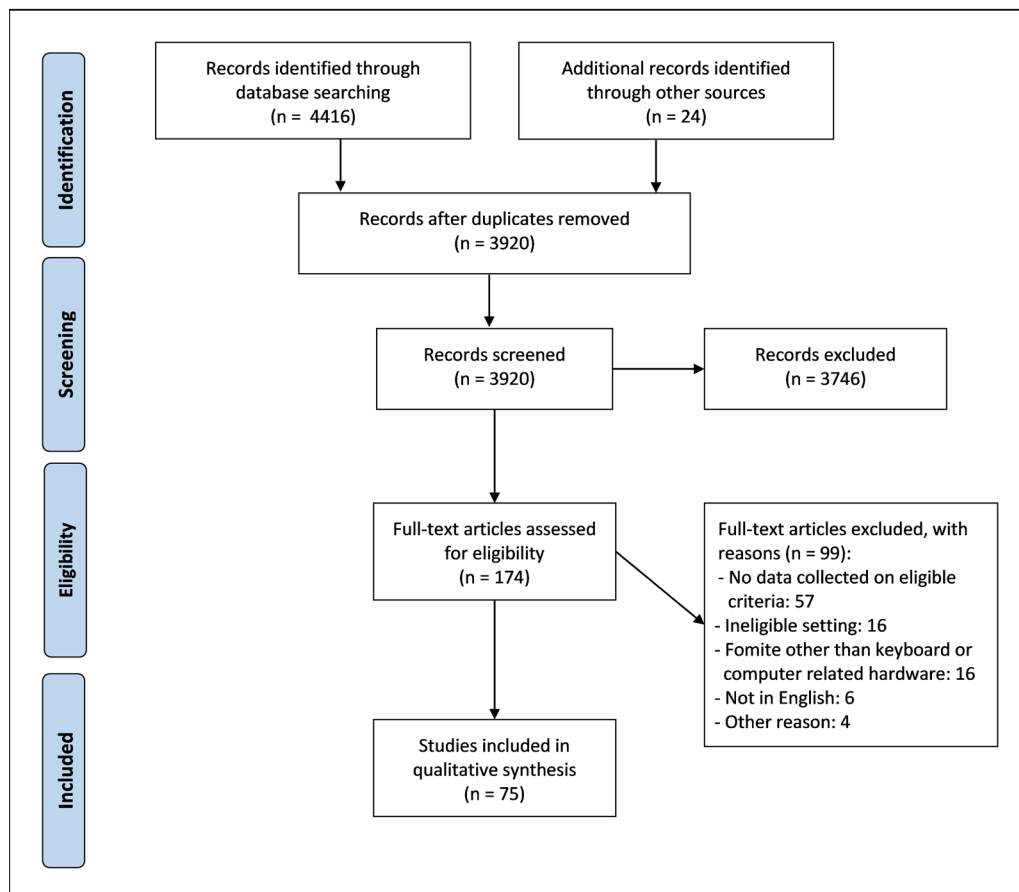 Identification
Records identified through
database searching
(n = 4416)
Additional records identified
through other sources
(n = 24)
Records after duplicates removed
(n = 3920)
Screening
Records screened
(n = 3920)
Records excluded
(n = 3746)
Eligibility
Full-text articles assessed
for eligibility
(n = 174)
Full-text articles excluded, with
reasons (n = 99):
- No data collected on eligible
criteria: 57
- Ineligible setting: 16
- Fomite other than keyboard or
computer related hardware: 16
- Not in English: 6
- Other reason: 4
Included
Studies included in
qualitative synthesis
(n = 75)